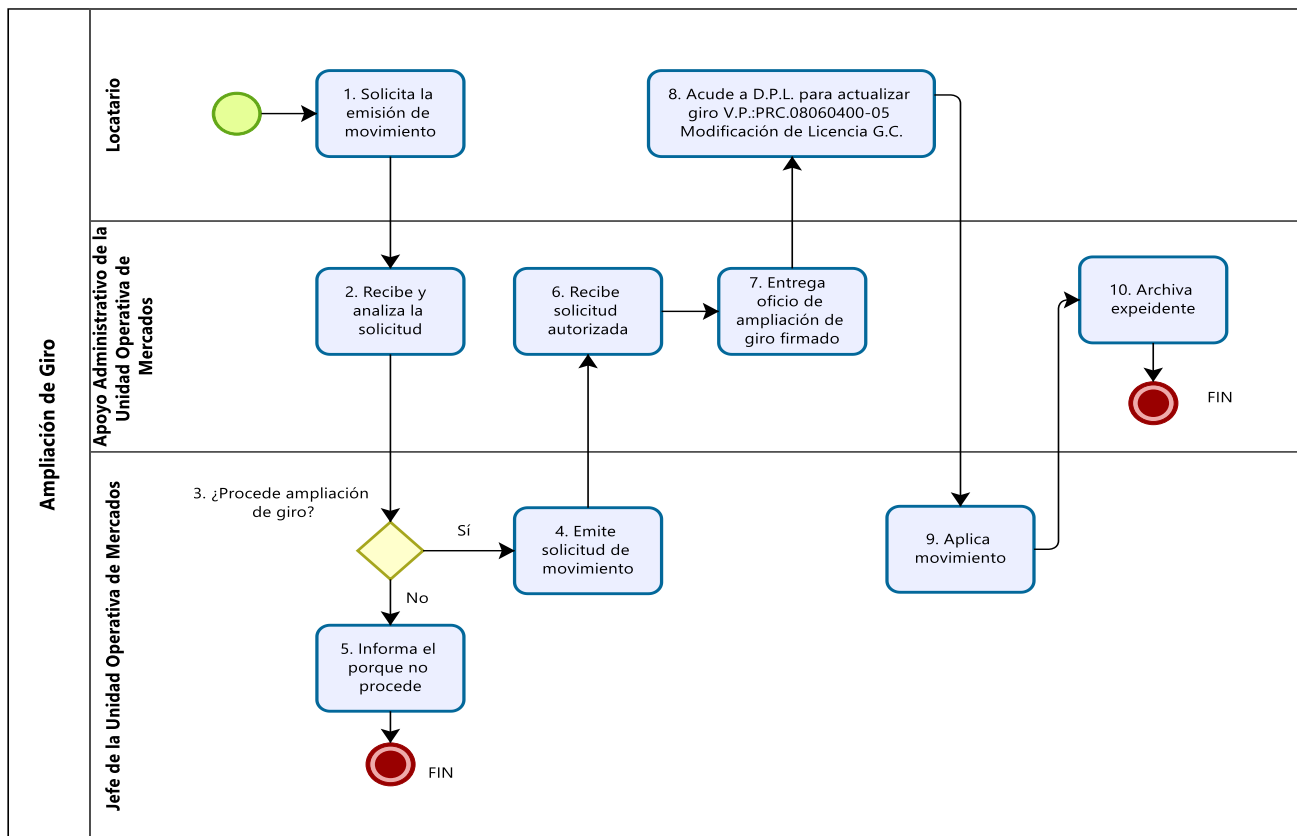 Ampliación de Giro
Locatario
1. Solicita la
emisión de
movimiento
8. Acude a D.P.L. para actualizar
giro V.P.:PRC.08060400-05
Modificación de Licencia G.C.
Apoyo Administrativo de la
Unidad Operativa de
Mercados
2. Recibe y
analiza la
solicitud
6. Recibe
solicitud
autorizada
7. Entrega
oficio de
ampliación de
giro firmado
10. Archiva
expeidente
FIN
Jefe de la Unidad Operativa de Mercados
3. ¿Procede ampliación
de giro?
Sí
No
4. Emite
solicitud de
movimiento
9. Aplica
movimiento
5. Informa el
porque no
procede
FIN